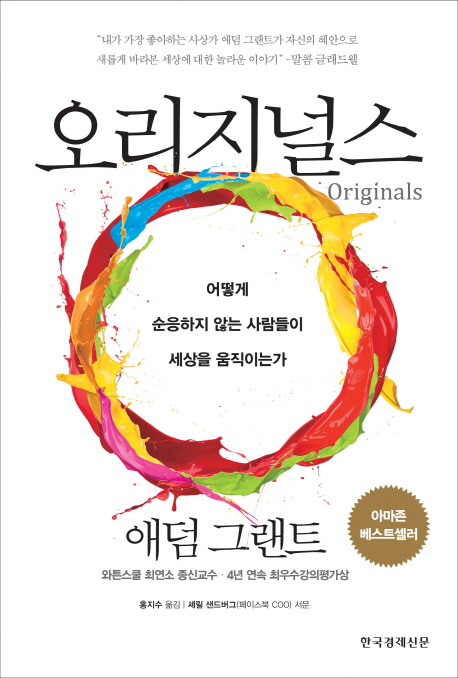 “내가 가장 좋아하는 사상가 애덤 그랜트가 자신의 혜안으로
새롭게 바라본 세상에 대한 놀라운 이야기” - 말콤 글래드웰
오리지널스
Originals
어떻게
순응하지 않는 사람들이
세상을 움직이는가
아마존
베스트셀러
애덤 그랜트
와튼스쿨 최연소 종신교수 · 4년 연속 최우수강의평가상
홍지수 옮김 | 셰릴 샌드버그(페이스북 COO) 서문
한국경제신문